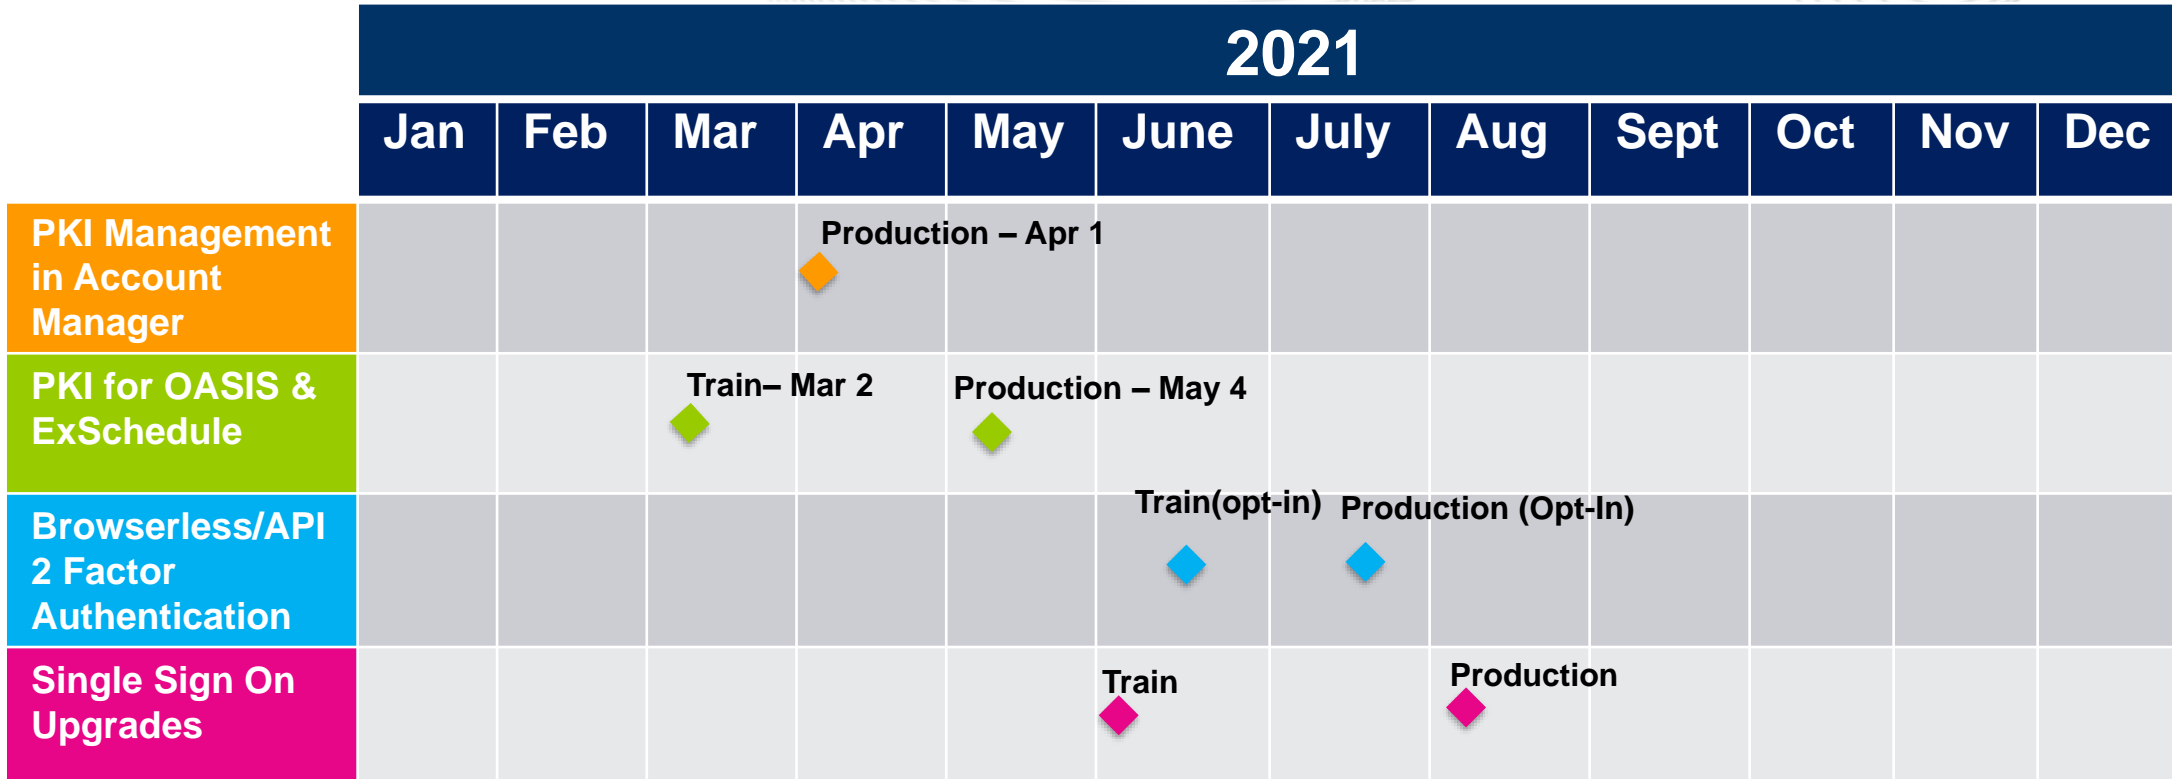 2021
Jan Feb Mar Apr May June July Aug Sept Oct Nov Dec
PKI Management
in Account
Manager
Production – Apr 1
PKI for OASIS &
ExSchedule
Train– Mar 2
Production – May 4
Browserless/API
2 Factor
Authentication
Train(opt-in)
Production (Opt-In)
Single Sign On
Upgrades
Train
Production